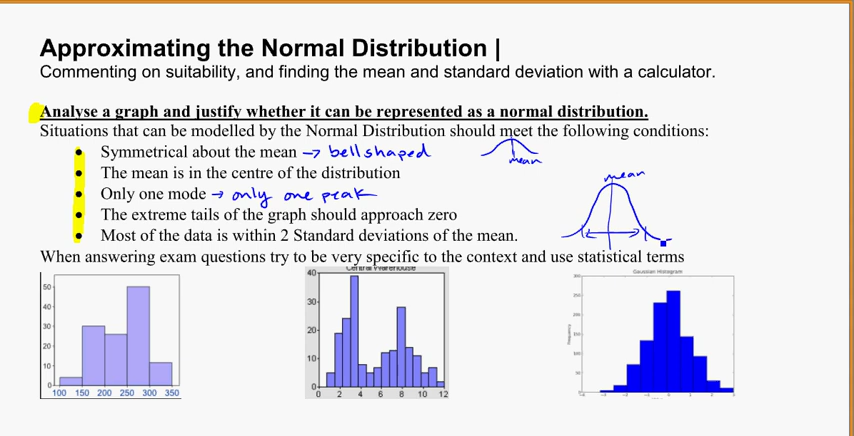 Approximating the Normal Distribution |
Commenting on suitability, and finding the mean and standard deviation with a calculator.
Analyse a graph and justify whether it can be represented as a normal distribution.
Situations that can be modelled by the Normal Distribution should meet the following conditions:
• Symmetrical about the mean → bell shaped
mean
• The mean is in the centre of the distribution
mean
• Only one mode → only one peak
• The extreme tails of the graph should approach zero
• Most of the data is within 2 Standard deviations of the mean.
When answering exam questions try to be very specific to the context and use statistical terms
50
40
30
20
10
0
100 150 200 250 300 350
Central Warehouse
40
30
20
10
0
0 2 4 6 8 10 12
Gaussian Histogram
Frequency